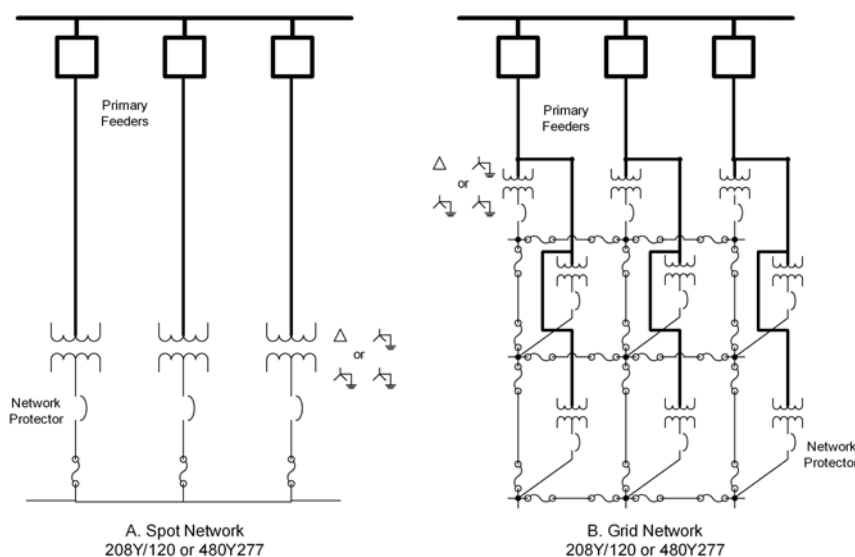 Primary
Feeders
or
Network
Protector
A. Spot Network
208Y/120 or 480Y277
Primary
Feeders
or
Network
Protector
B. Grid Network
208Y/120 or 480Y277